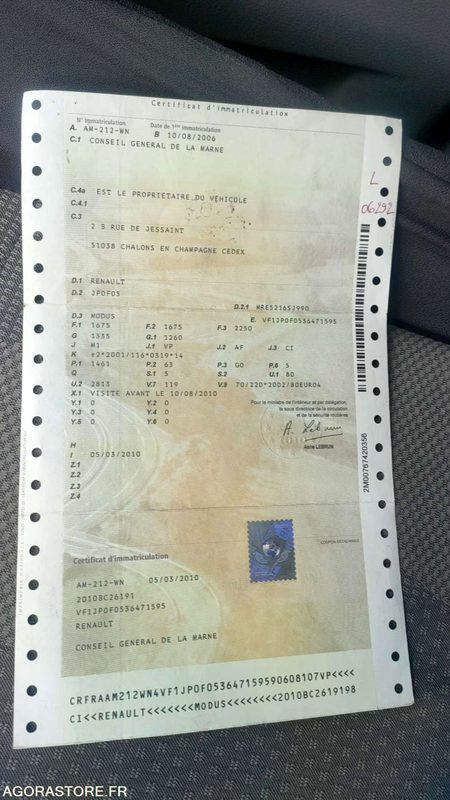 Certificat d'immatriculation
N° Immatriculation Date de 1ère immatriculation
A. AM-212-WN B 10/08/2006
C.1 CONSEIL GENERAL DE LA MARNE
C.4a EST LE PROPRIETAIRE DU VEHICULE
C.4.1
C.3
2 B RUE DE JESSAINT
51038 CHALONS EN CHAMPAGNE CEDEX
L
06292
D.1 RENAULT
D.2 JP0F05
D.2.1 MRE5216SJ990
D.3 MODUS E. VF1JP0F0536471595
F.1 1675 F.2 1675 F.3 2250
G 1335 G.1 1260
J M1 J.1 VP J.2 AF J.3 CI
K e2*2001/116*0319*14
P.1 1461 P.2 63 P.3 GO P.6 5
Q S.1 5 S.2 U.1 80
U.2 2813 V.7 119 V.9 70/220*2002/80EURO4
X.1 VISITE AVANT LE 10/08/2010
Y.1 0 Y.2 0
Y.3 0 Y.4 0
Y.5 0 Y.6 0
Pour le ministre de l'intérieur et par délégation,
la sous directrice de la circulation
et de la sécurité routières
Anne LEBRUN
H
I 05/03/2010
Z.1
Z.2
Z.3
Z.4
2M00767420356
COUPON DÉTACHABLE
Certificat d'immatriculation
AM-212-WN 05/03/2010
2010BC26191
VF1JP0F0536471595
RENAULT
CONSEIL GENERAL DE LA MARNE
CRFRAAM212WN4VF1JP0F053647159590608107VP<<<<
CI<<RENAULT<<<<<<<MODUS<<<<<<<<2010BC2619198
AGORASTORE.FR